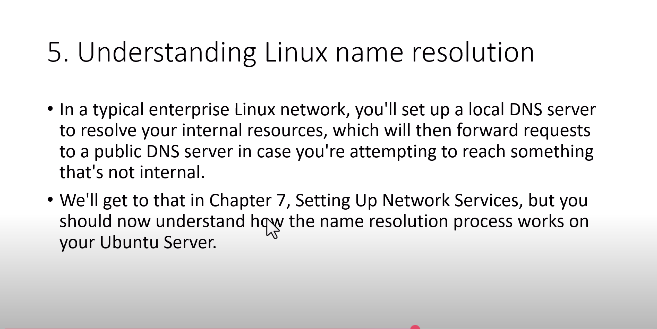 5. Understanding Linux name resolution
• In a typical enterprise Linux network, you'll set up a local DNS server
to resolve your internal resources, which will then forward requests
to a public DNS server in case you're attempting to reach something
that's not internal.
• We'll get to that in Chapter 7, Setting Up Network Services, but you
should now understand how the name resolution process works on
your Ubuntu Server.